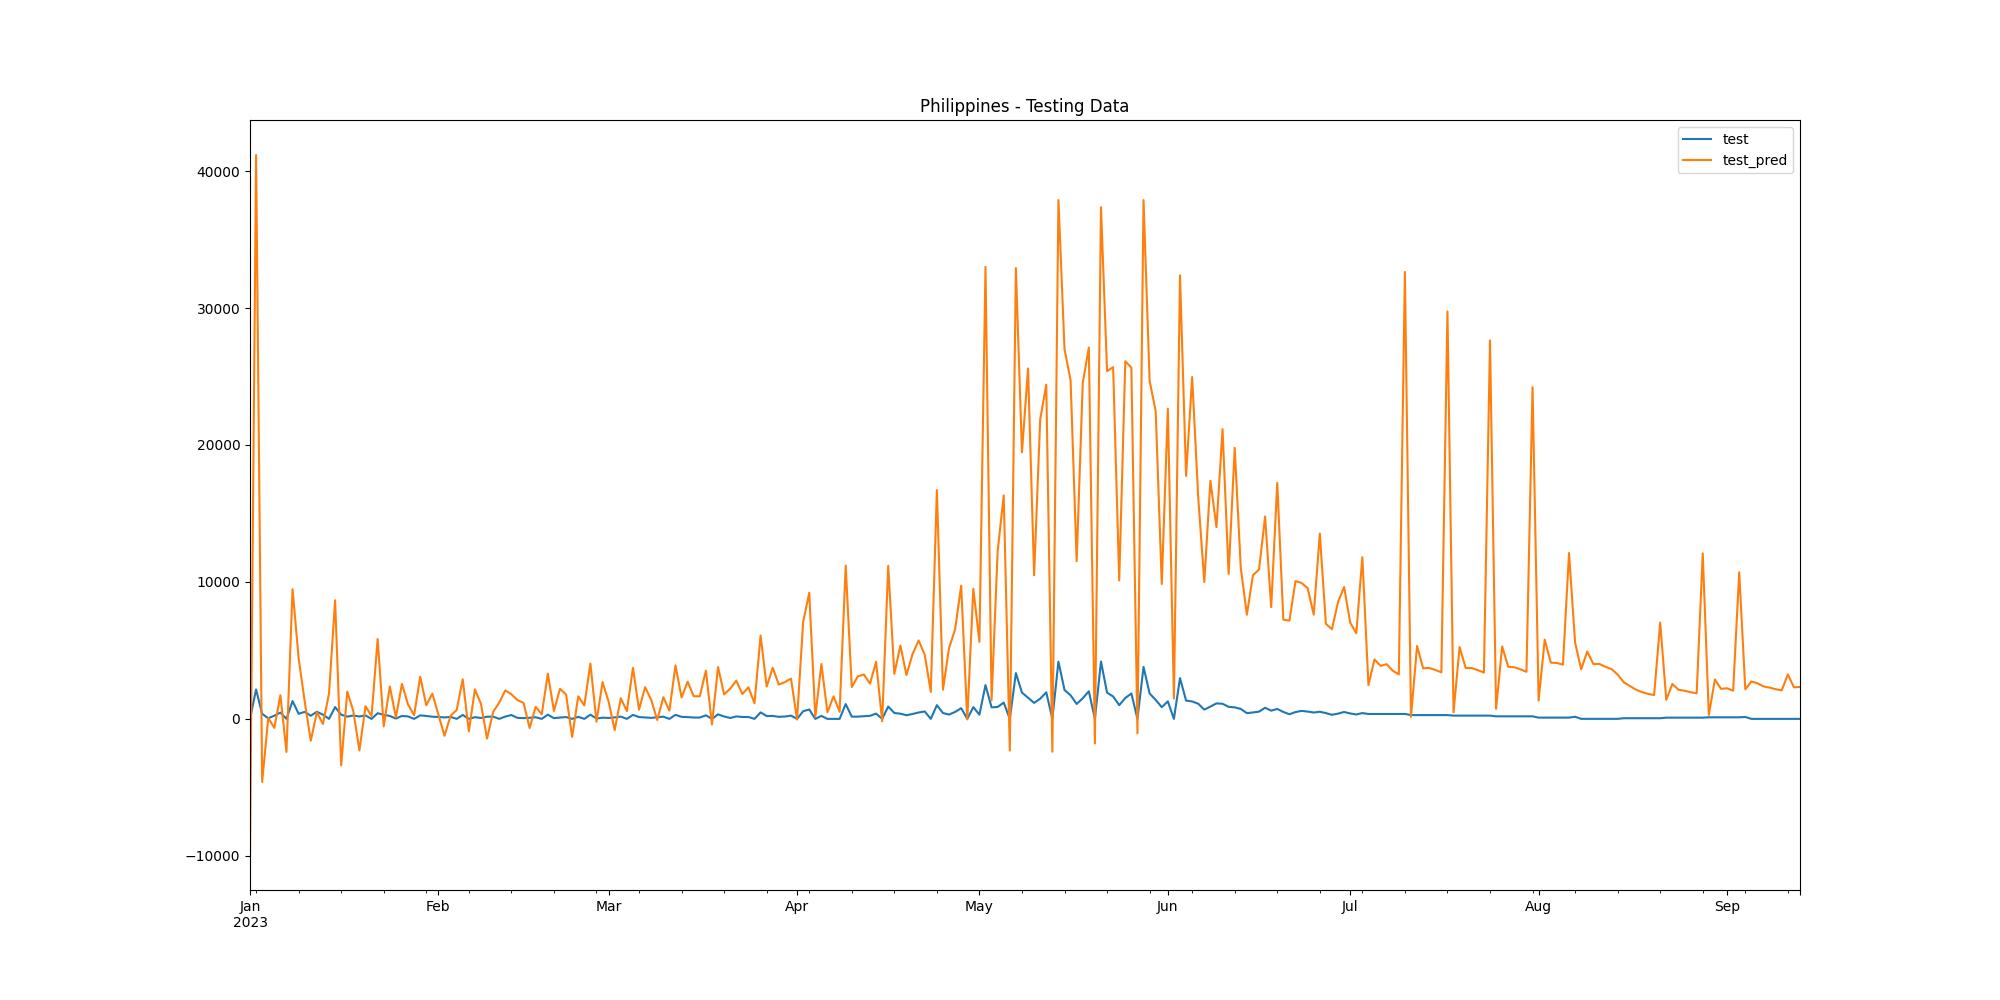 Philippines - Testing Data
test
test_pred
40000
30000
20000
10000
0
−10000
Jan Feb Mar Apr May Jun Jul Aug Sep
2023